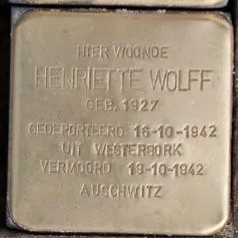 HIER WOONDE
HENRIETTE WOLFF
GEB. 1927
GEDEPORTEERD 16-10-1942
UIT WESTERBORK
VERMOORD 19-10-1942
AUSCHWITZ